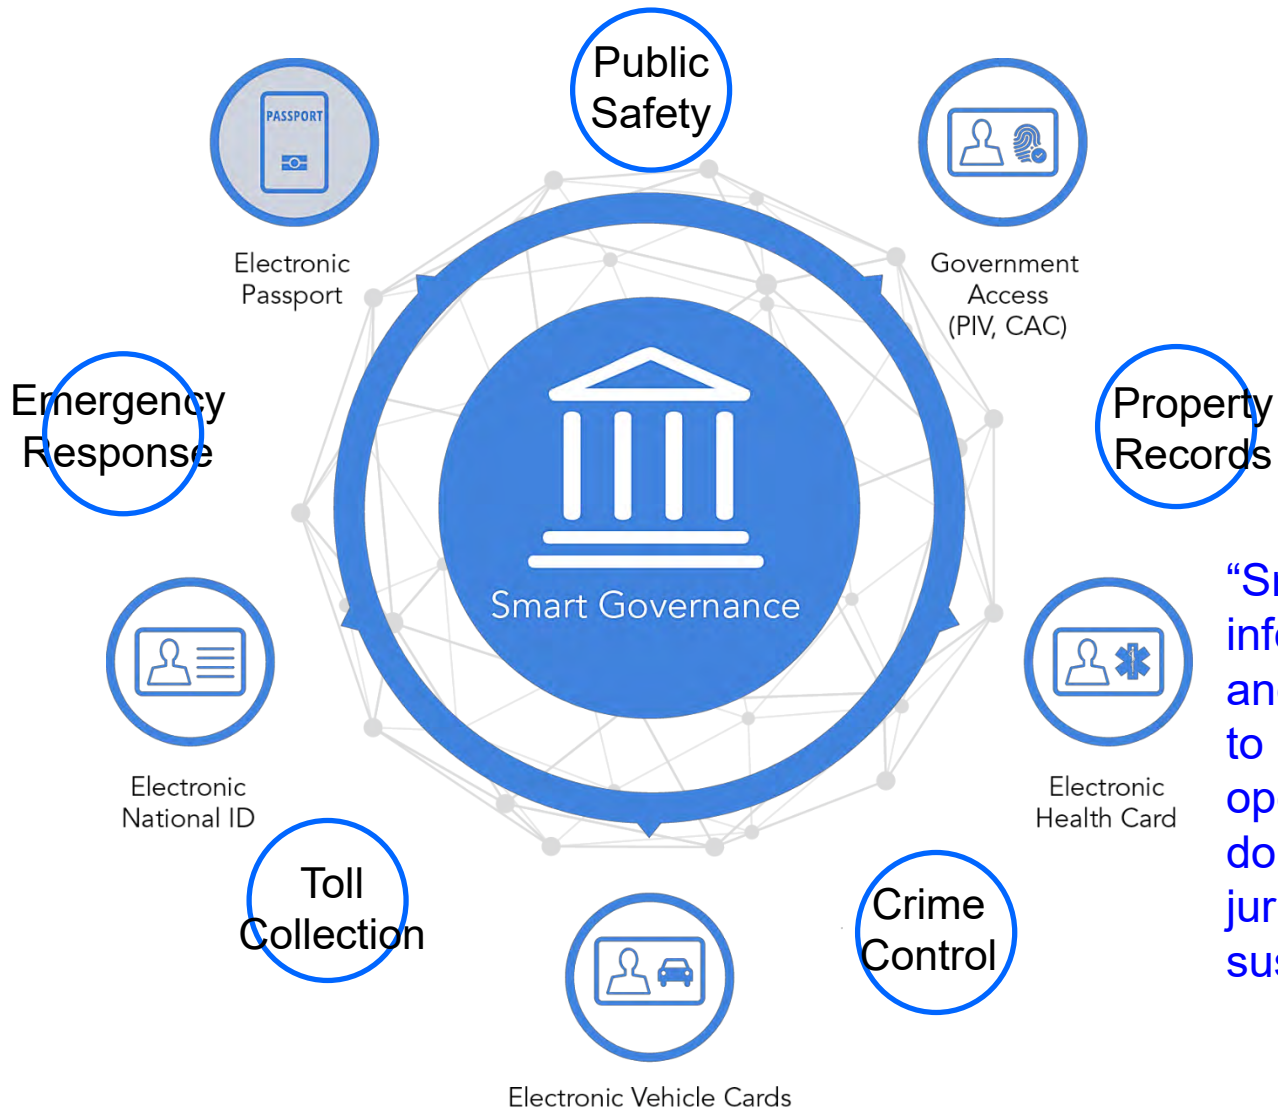 Public
Safety
PASSPORT
Electronic
Passport
Government
Access
(PIV, CAC)
Emergency
Response
Property
Records
Smart Governance
Electronic
National ID
Electronic
Health Card
to
Toll
Collection
Crime
Control
Electronic Vehicle Cards